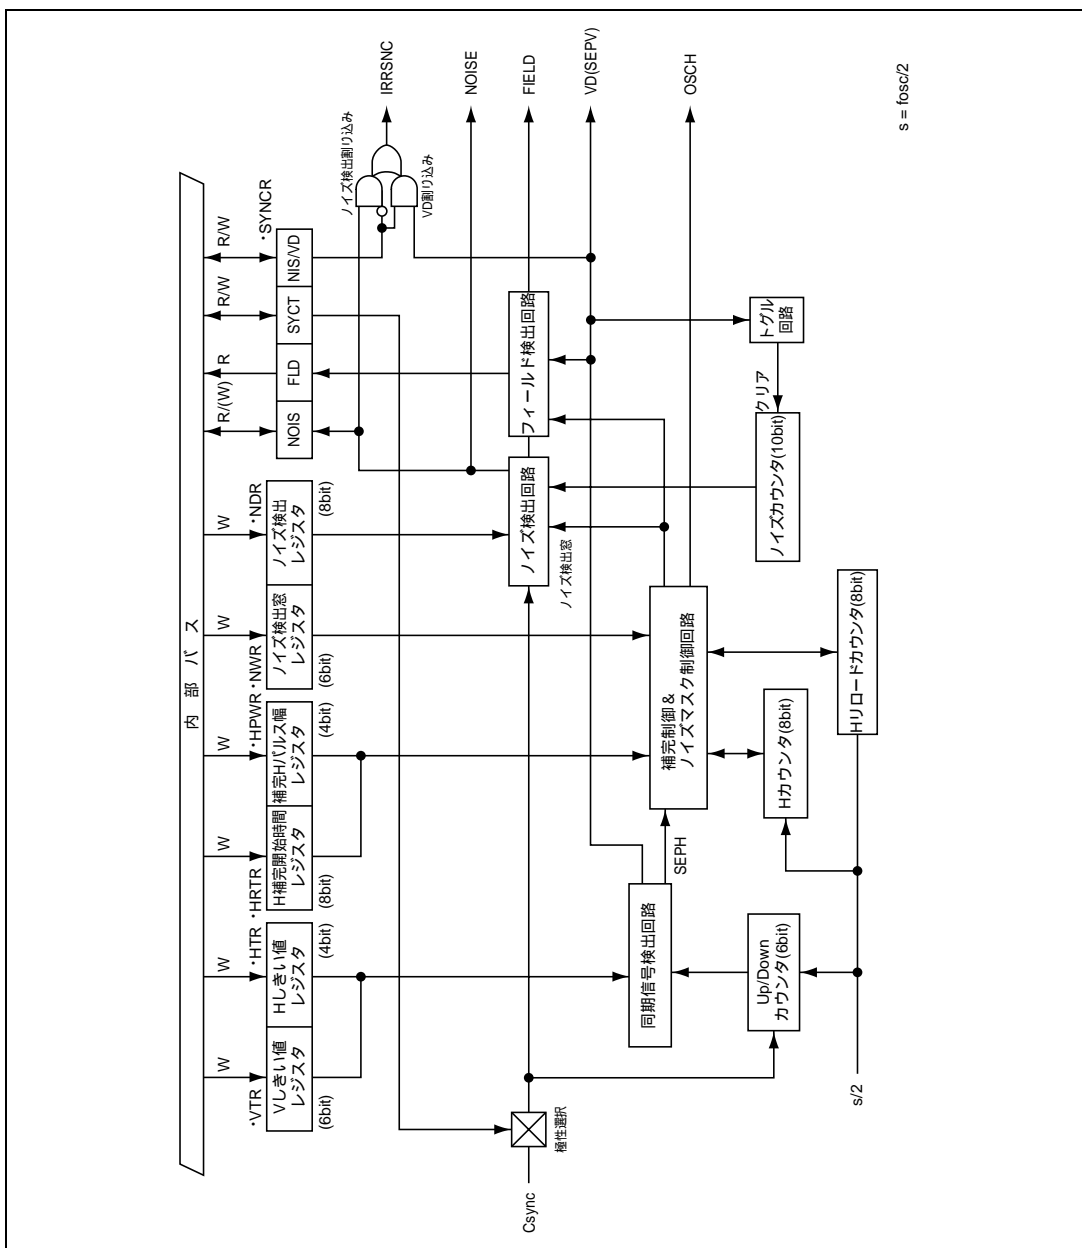 内部バス
W
W
W
W
W
W
R/(W)
R
R/W
R/W
・VTR
・HTR
・HRTR
・HPWR
・NWR
・NDR
・SYNCR
Vしきい値
レジスタ
(6bit)
Hしきい値
レジスタ
(4bit)
H補完開始時間
レジスタ
(8bit)
補完Hパルス幅
レジスタ
(4bit)
ノイズ検出窓
レジスタ
(6bit)
ノイズ検出
レジスタ
(8bit)
NOIS
FLD
SYCT
NIS/VD
ノイズ検出割り込み
VD割り込み
IRRSNC
NOISE
FIELD
VD(SEPV)
OSCH
Csync
極性選択
ノイズ検出回路
フィールド検出回路
ノイズ検出窓
同期信号検出回路
SEPH
補完制御 &
ノイズマスク制御回路
Up/Down
カウンタ(6bit)
Hカウンタ(8bit)
Hリロードカウンタ(8bit)
ノイズカウンタ(10bit)
クリア
トグル
回路
s/2
s = fosc/2